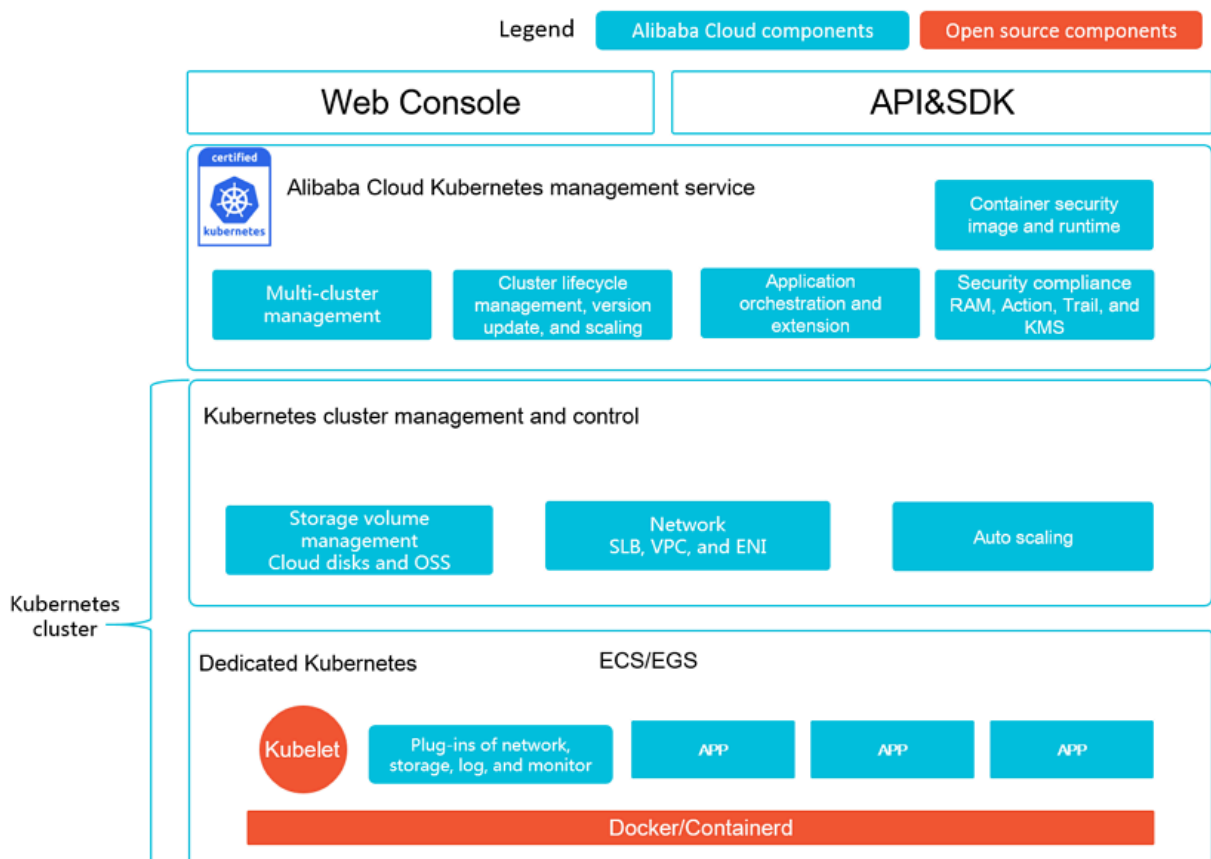 Legend
Alibaba Cloud components
Open source components
Web Console
API&SDK
certified
kubernetes
Alibaba Cloud Kubernetes management service
Container security
image and runtime
Multi-cluster
management
Cluster lifecycle
management, version
update, and scaling
Application
orchestration and
extension
Security compliance
RAM, Action, Trail, and
KMS
Kubernetes cluster management and control
Storage volume
management
Cloud disks and OSS
Network
SLB, VPC, and ENI
Auto scaling
Kubernetes
cluster
Dedicated Kubernetes
ECS/EGS
Kubelet
Plug-ins of network,
storage, log, and monitor
APP
APP
APP
Docker/Containerd